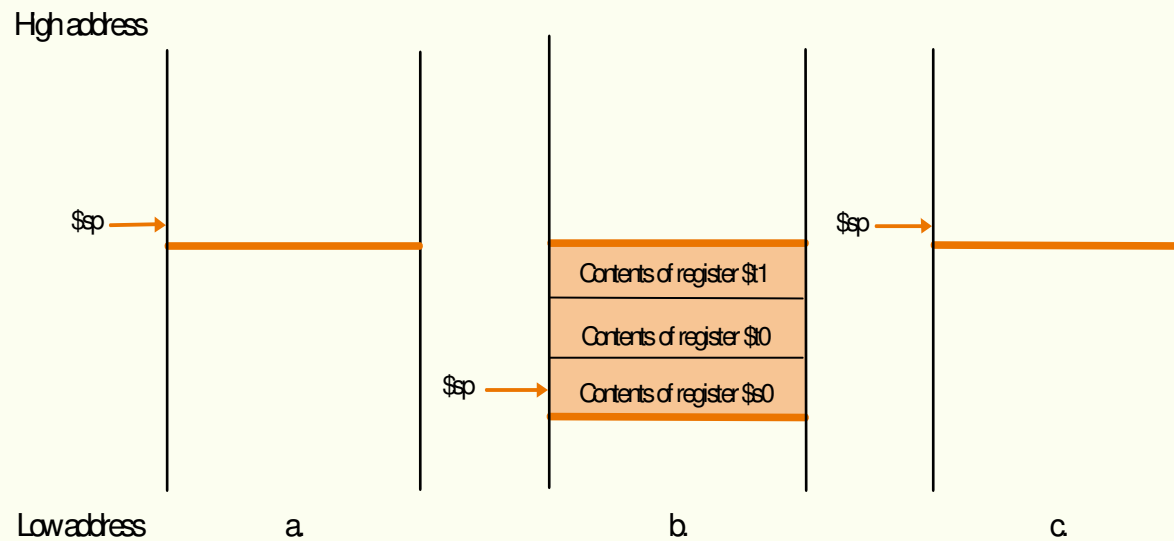 High address
$sp
$sp
Contents of register $t1
Contents of register $t0
$sp
Contents of register $s0
Low address
a.
b.
c.